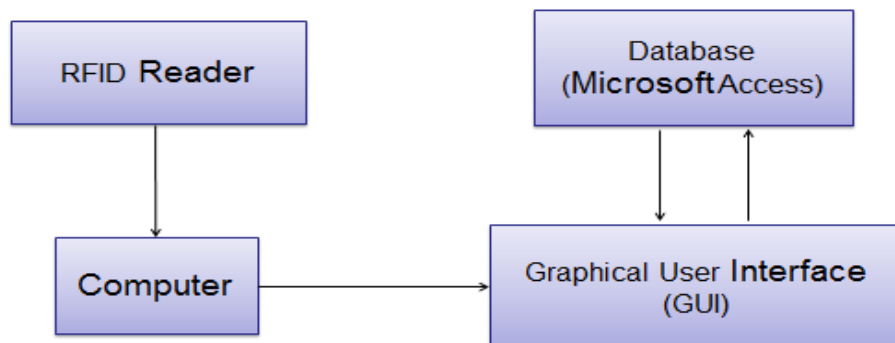 RFID Reader
Database
(Microsoft Access)
Computer
Graphical User Interface
(GUI)